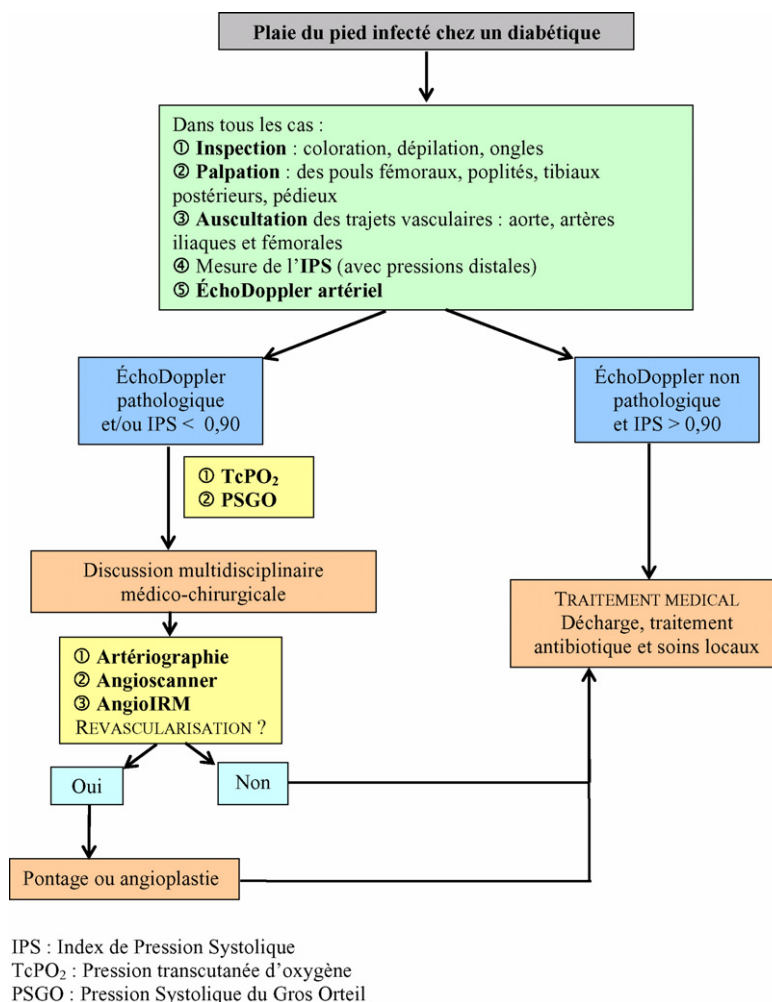 Plaie du pied infecté chez un diabétique
Dans tous les cas :
① Inspection : coloration, dépilation, ongles
② Palpation : des pouls fémoraux, poplités, tibiaux
postérieurs, pédieux
③ Auscultation des trajets vasculaires : aorte, artères
iliaques et fémorales
④ Mesure de l’IPS (avec pressions distales)
⑤ ÉchoDoppler artériel
ÉchoDoppler
pathologique
et/ou IPS < 0,90
ÉchoDoppler non
pathologique
et IPS > 0,90
① TcPO₂
② PSGO
Discussion multidisciplinaire
médico-chirurgicale
TRAITEMENT MEDICAL
Décharge, traitement
antibiotique et soins locaux
① Artériographie
② Angioscanner
③ AngioIRM
REVASCULARISATION ?
Oui
Non
Pontage ou angioplastie
IPS : Index de Pression Systolique
TcPO₂ : Pression transcutanée d’oxygène
PSGO : Pression Systolique du Gros Orteil